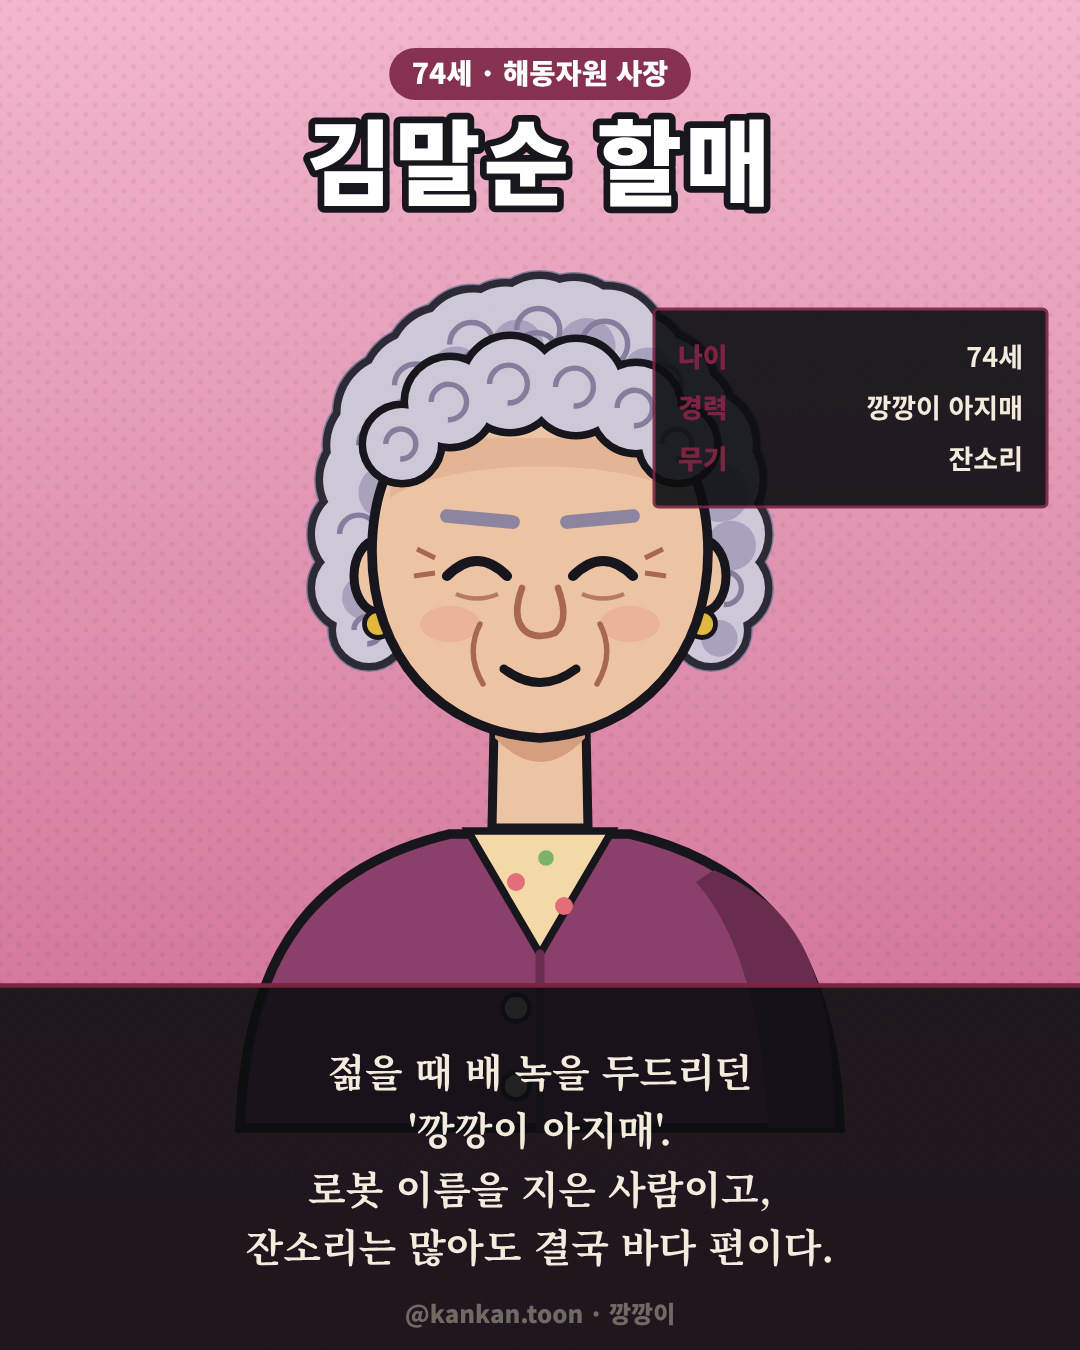 74세 · 해동자원 사장
김말순 할매
나이 74세
경력 깡깡이 아지매
무기 잔소리
젊을 때 배 녹을 두드리던
'깡깡이 아지매'.
로봇 이름을 지은 사람이고,
잔소리는 많아도 결국 바다 편이다.
@kankan.toon · 깡깡이